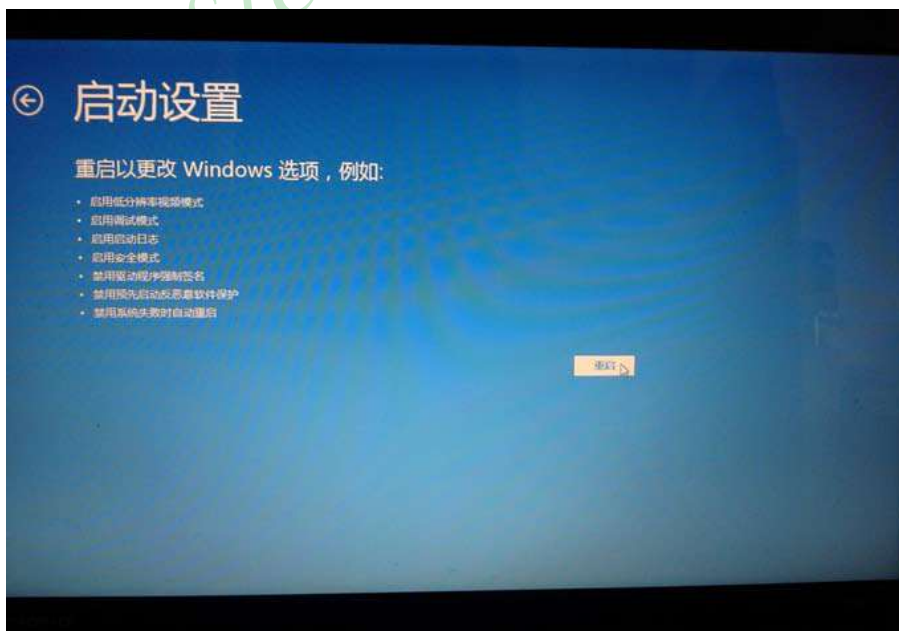 启动设置
重启以更改 Windows 选项，例如:
启用低分辨率视频模式
启用调试模式
启用启动日志
启用安全模式
禁用驱动程序强制签名
禁用预先启动反恶意软件保护
禁用系统失败时自动重启
重启